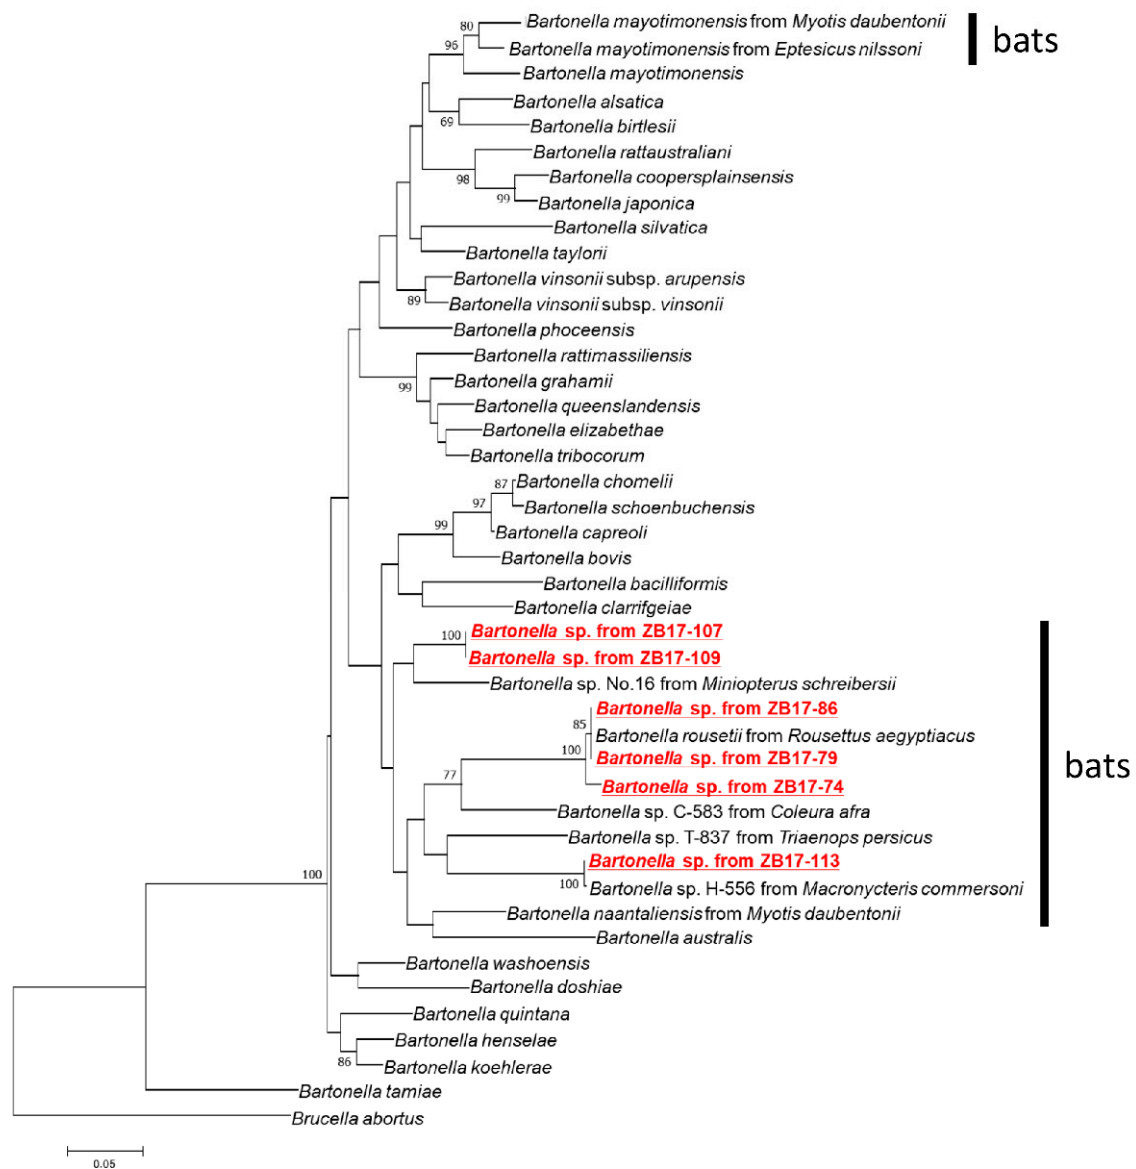 80
Bartonella mayotimonensis from Myotis daubentonii
96
Bartonella mayotimonensis from Eptesicus nilssoni
bats
Bartonella mayotimonensis
Bartonella alsatica
69
Bartonella birtlesii
Bartonella rattaustraliani
98
Bartonella coopersplainsensis
99
Bartonella japonica
Bartonella silvatica
Bartonella taylorii
Bartonella vinsonii subsp. arupensis
89
Bartonella vinsonii subsp. vinsonii
Bartonella phoceensis
Bartonella rattimassiliensis
99
Bartonella grahamii
Bartonella queenslandensis
Bartonella elizabethae
Bartonella tribocorum
87
Bartonella chomelii
97
Bartonella schoenbuchensis
99
Bartonella capreoli
Bartonella bovis
Bartonella bacilliformis
Bartonella clarrifgeiae
100
Bartonella sp. from ZB17-107
Bartonella sp. from ZB17-109
Bartonella sp. No.16 from Miniopterus schreibersii
Bartonella sp. from ZB17-86
85
Bartonella rousetii from Rousettus aegyptiacus
100
Bartonella sp. from ZB17-79
bats
77
Bartonella sp. from ZB17-74
Bartonella sp. C-583 from Coleura afra
Bartonella sp. T-837 from Triaenops persicus
Bartonella sp. from ZB17-113
100
Bartonella sp. H-556 from Macronycteris commersoni
100
Bartonella naantaliensis from Myotis daubentonii
Bartonella australis
Bartonella washoensis
Bartonella doshiae
Bartonella quintana
Bartonella henselae
86
Bartonella koehlerae
Bartonella tamiae
Brucella abortus
0.05